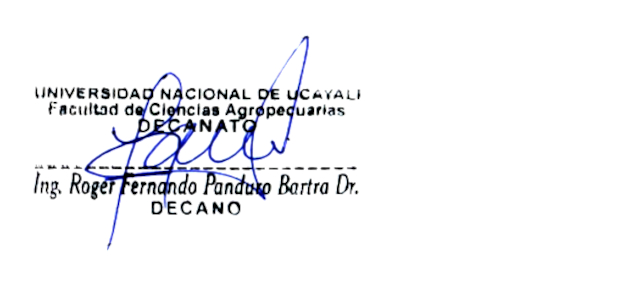 UNIVERSIDAD NACIONAL DE UCAYALI
Facultad de Ciencias Agropecuarias
DECANATO
Ing. Roger Fernando Panduro Bartra Dr.
DECANO